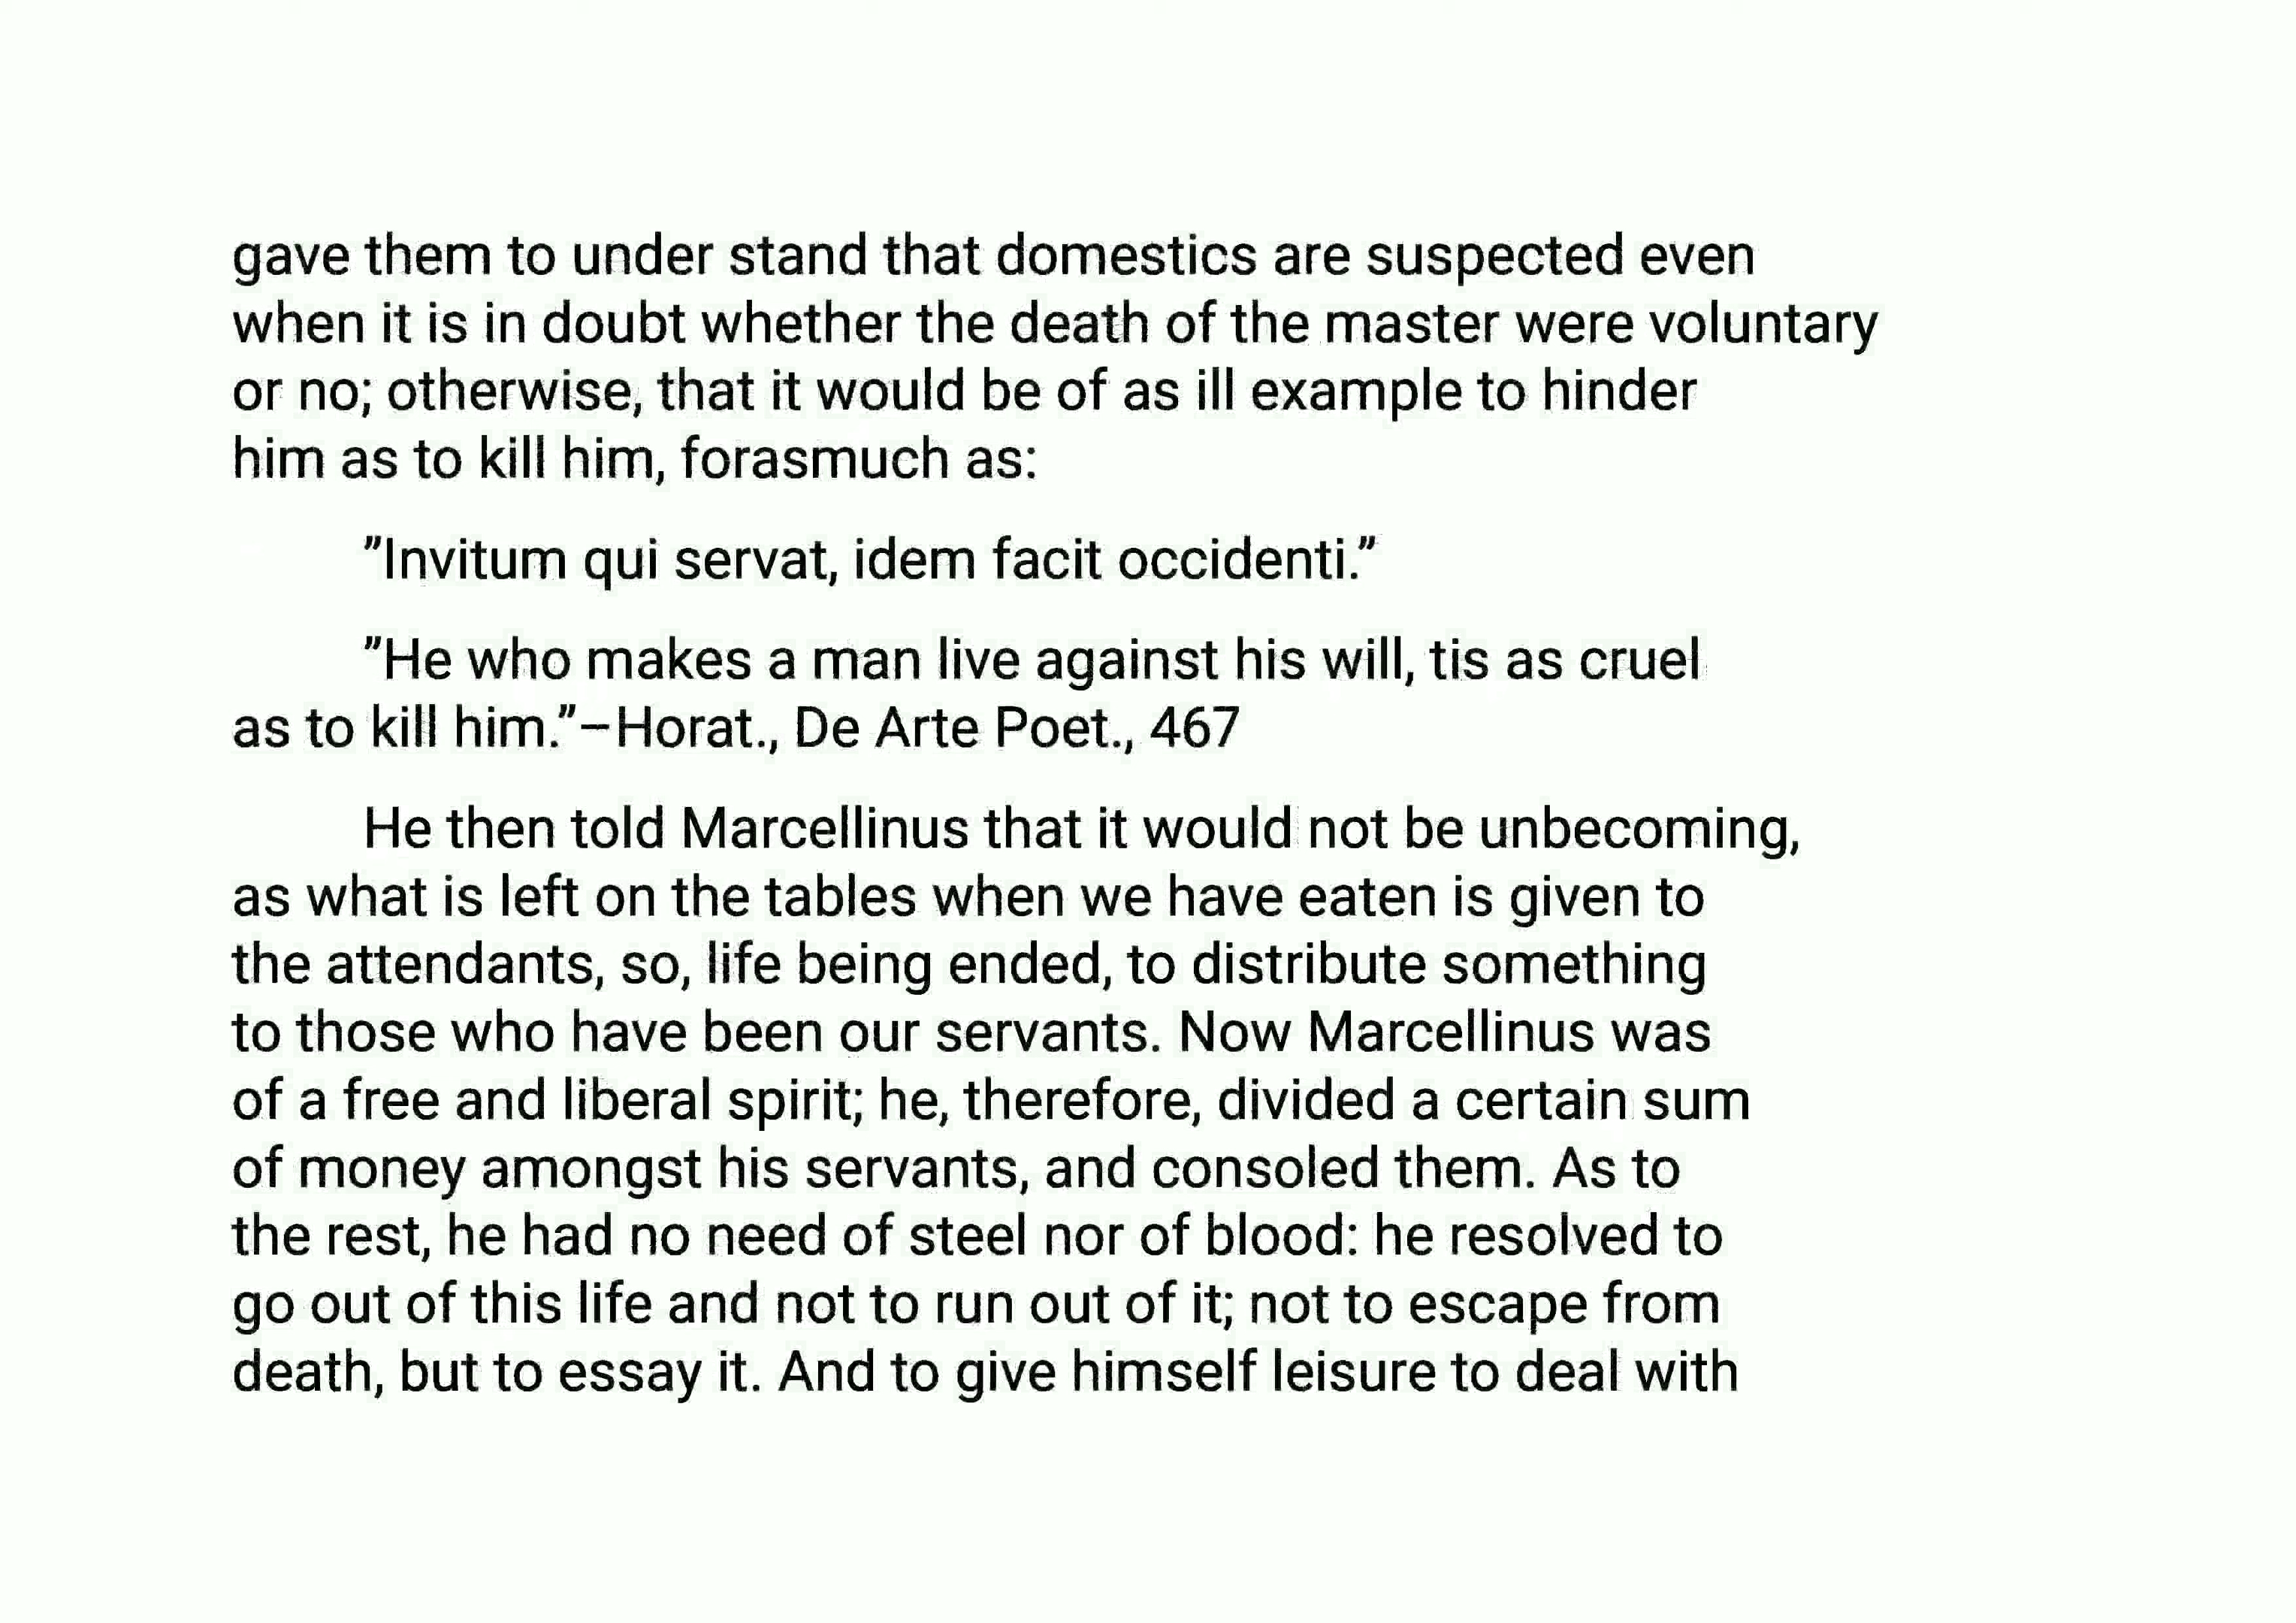 gave them to under stand that domestics are suspected even
when it is in doubt whether the death of the master were voluntary
or no; otherwise, that it would be of as ill example to hinder
him as to kill him, forasmuch as:
”Invitum qui servat, idem facit occidenti.”
”He who makes a man live against his will, tis as cruel
as to kill him.”–Horat., De Arte Poet., 467
He then told Marcellinus that it would not be unbecoming,
as what is left on the tables when we have eaten is given to
the attendants, so, life being ended, to distribute something
to those who have been our servants. Now Marcellinus was
of a free and liberal spirit; he, therefore, divided a certain sum
of money amongst his servants, and consoled them. As to
the rest, he had no need of steel nor of blood: he resolved to
go out of this life and not to run out of it; not to escape from
death, but to essay it. And to give himself leisure to deal with